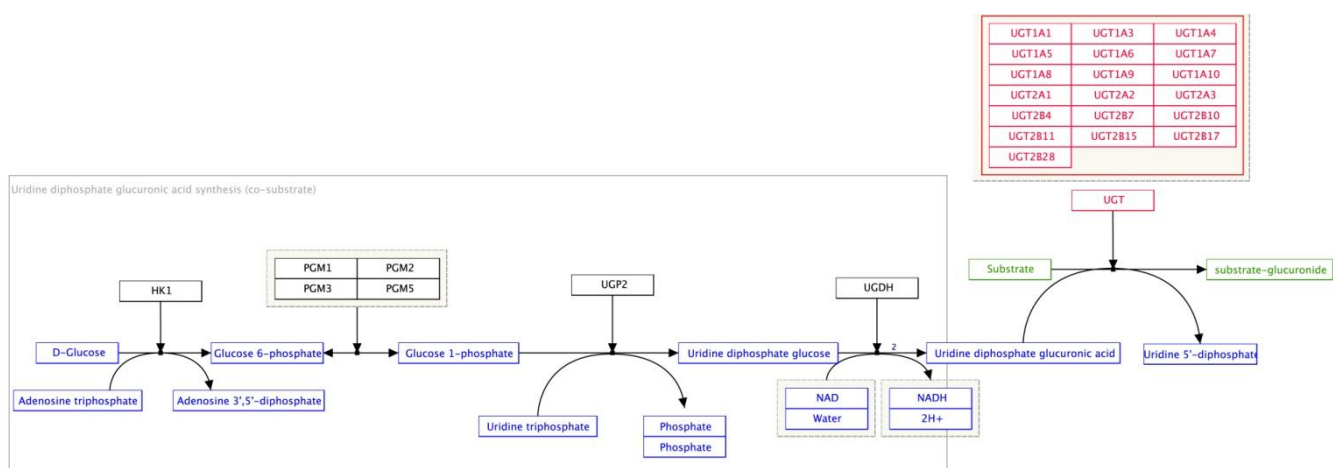 UGT1A1 UGT1A3 UGT1A4
UGT1A5 UGT1A6 UGT1A7
UGT1A8 UGT1A9 UGT1A10
UGT2A1 UGT2A2 UGT2A3
UGT2B4 UGT2B7 UGT2B10
UGT2B11 UGT2B15 UGT2B17
UGT2B28
Uridine diphosphate glucuronic acid synthesis (co-substrate)
UGT
PGM1 PGM2
PGM3 PGM5
HK1
UGP2
UGDH
Substrate
substrate-glucuronide
D-Glucose
Glucose 6-phosphate
Glucose 1-phosphate
Uridine diphosphate glucose
2
Uridine diphosphate glucuronic acid
Uridine 5'-diphosphate
Adenosine triphosphate
Adenosine 3',5'-diphosphate
Uridine triphosphate
Phosphate
Phosphate
NAD
Water
NADH
2H+